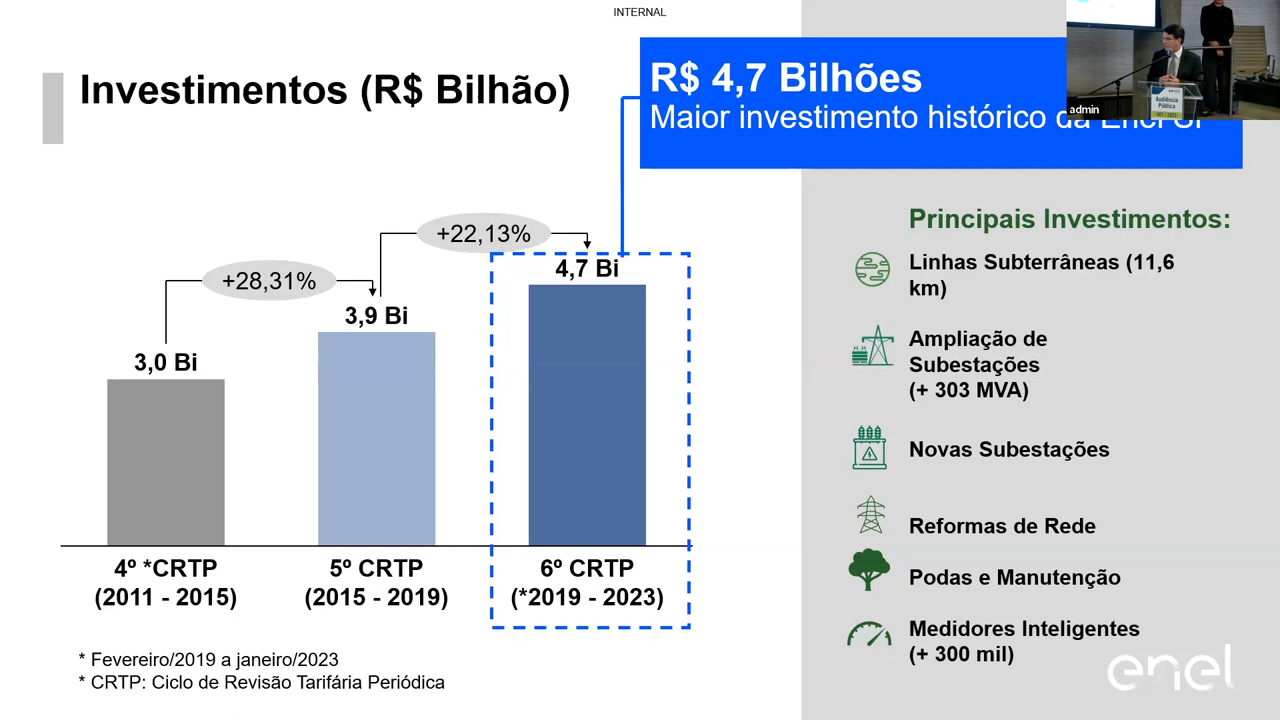 INTERNAL
Investimentos (R$ Bilhão)
R$ 4,7 Bilhões
Maior investimento histórico da Enel SP
admin
Audiência
Pública
+22,13%
+28,31%
4,7 Bi
3,9 Bi
3,0 Bi
4º *CRTP
(2011 - 2015)
5º CRTP
(2015 - 2019)
6º CRTP
(*2019 - 2023)
* Fevereiro/2019 a janeiro/2023
* CRTP: Ciclo de Revisão Tarifária Periódica
Principais Investimentos:
Linhas Subterrâneas (11,6
km)
Ampliação de
Subestações
(+ 303 MVA)
Novas Subestações
Reformas de Rede
Podas e Manutenção
Medidores Inteligentes
(+ 300 mil)
enel